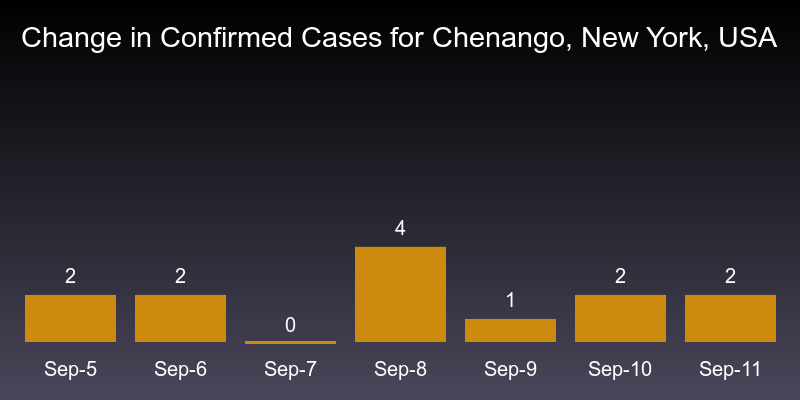 Change in Confirmed Cases for Chenango, New York, USA
4
2 2 2 2
1
0
Sep-5 Sep-6 Sep-7 Sep-8 Sep-9 Sep-10 Sep-11